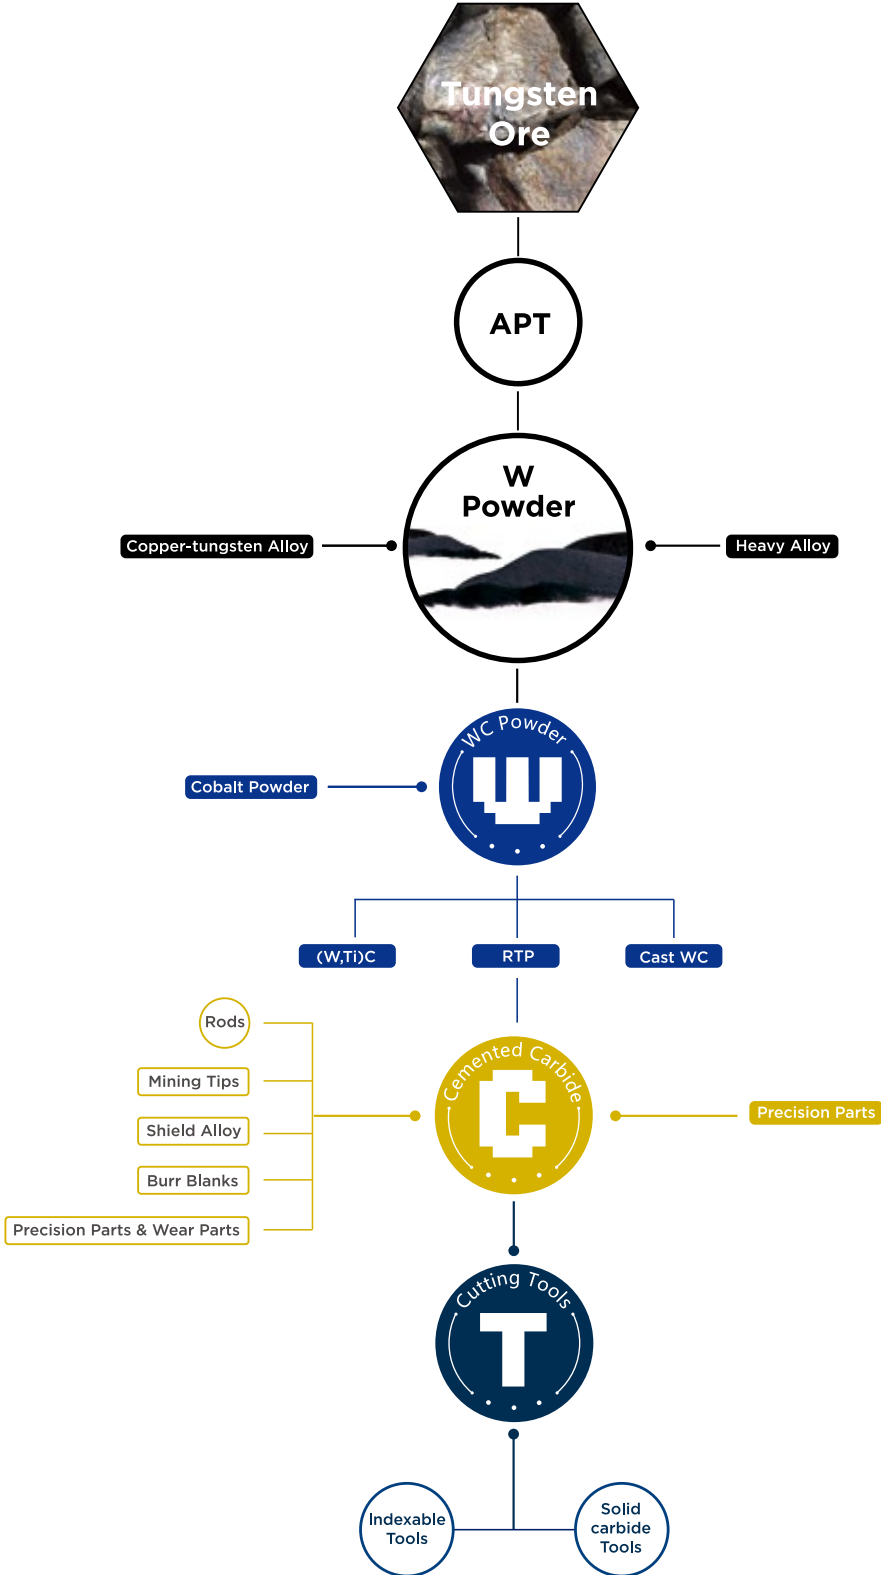 Tungsten
Ore
APT
W
Powder
Copper-tungsten Alloy
Heavy Alloy
WC Powder
W
Cobalt Powder
(W,Ti)C
RTP
Cast WC
Rods
Mining Tips
Shield Alloy
Burr Blanks
Precision Parts & Wear Parts
Cemented Carbide
C
Precision Parts
Cutting Tools
T
Indexable
Tools
Solid
carbide
Tools